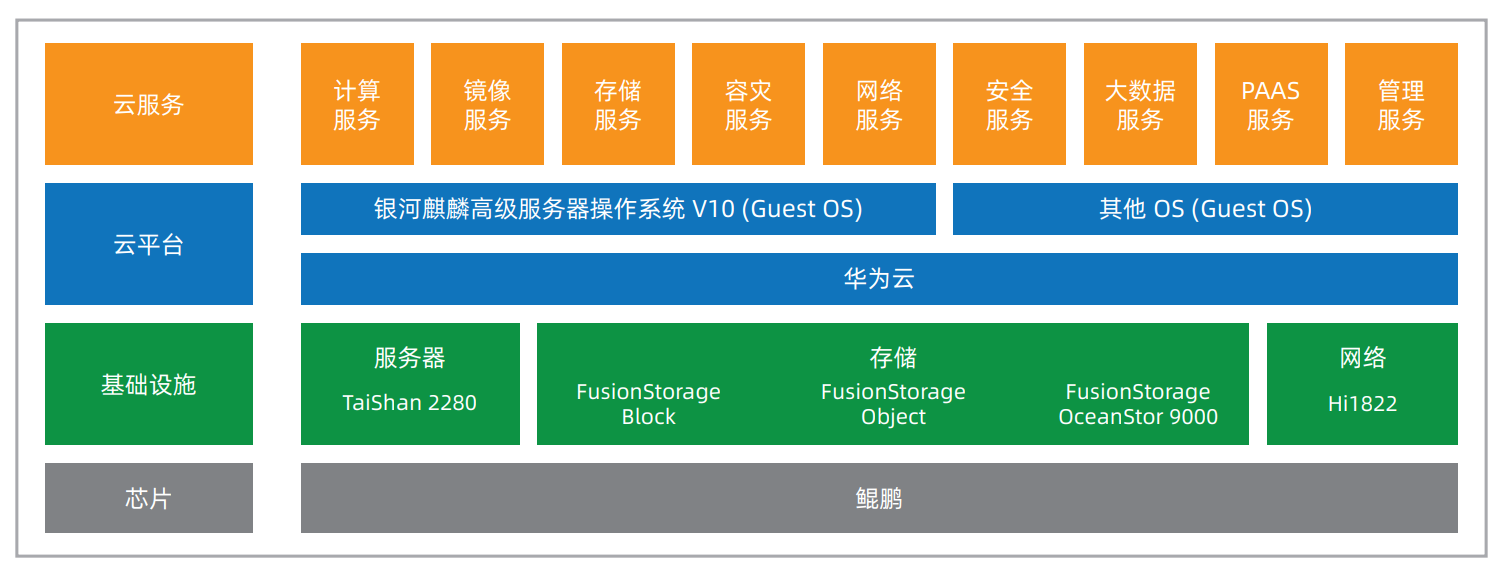 云服务
计算
服务
镜像
服务
存储
服务
容灾
服务
网络
服务
安全
服务
大数据
服务
PAAS
服务
管理
服务
云平台
银河麒麟高级服务器操作系统 V10 (Guest OS)
其他 OS (Guest OS)
华为云
基础设施
服务器
TaiShan 2280
存储
FusionStorage
Block
FusionStorage
Object
FusionStorage
OceanStor 9000
网络
Hi1822
芯片
鲲鹏